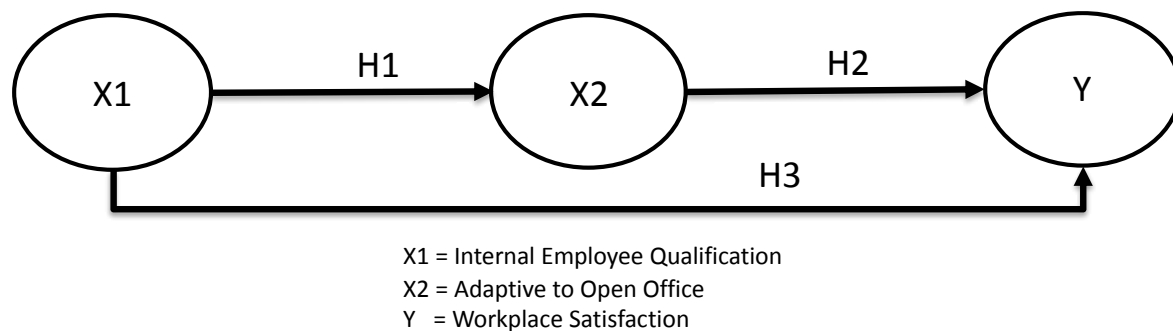 H1
H2
X1
X2
Y
H3
X1 = Internal Employee Qualification
X2 = Adaptive to Open Office
Y = Workplace Satisfaction